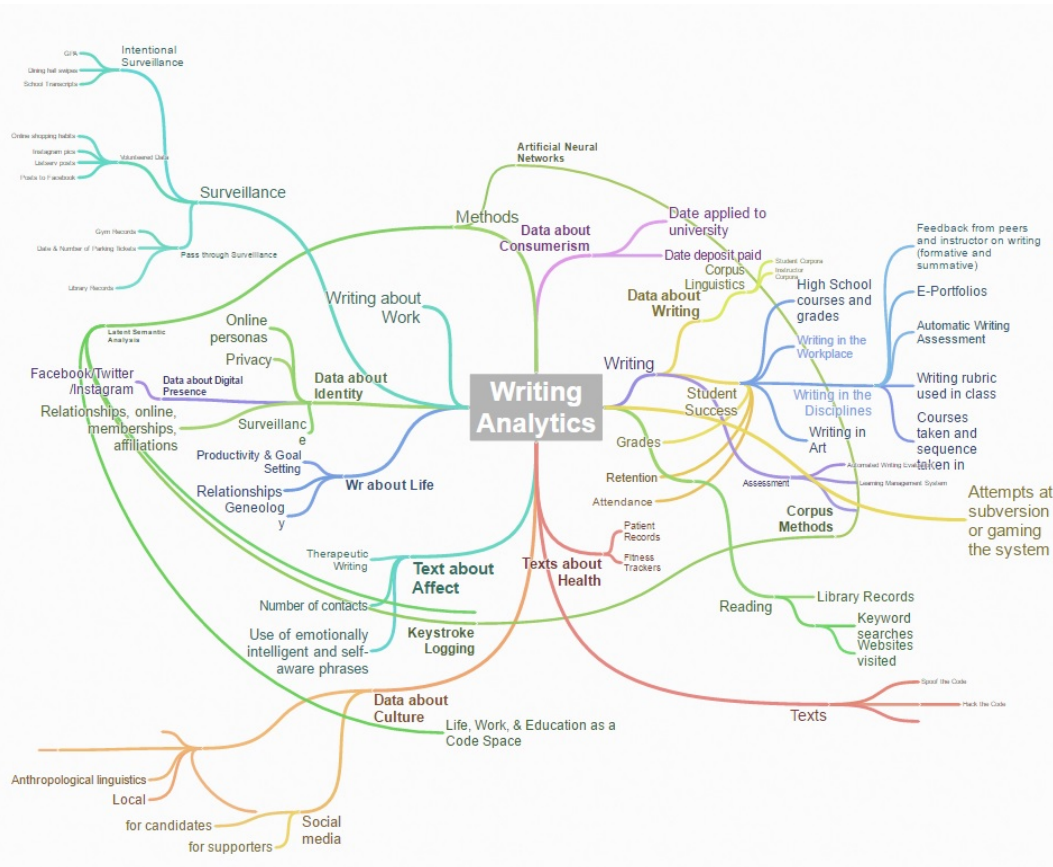 Intentional
Surveillance
GPA
Dining hall swipes
School Transcripts
Online shopping habits
Instagram pics
Listserv posts
Posts to Facebook
Volunteered Data
Surveillance
Gym Records
Date & Number of Parking Tickets
Library Records
Pass through Surveillance
Artificial Neural
Networks
Methods
Data about
Consumerism
Date applied to
university
Date deposit paid
Corpus
Linguistics
Student Corpora
Instructor
Corpora
Data about
Writing
High School
courses and
grades
Writing in the
Workplace
Writing in the
Disciplines
Writing in
Art
Feedback from peers
and instructor on writing
(formative and
summative)
E-Portfolios
Automatic Writing
Assessment
Writing rubric
used in class
Courses
taken and
sequence
taken in
Writing about
Work
Latent Semantic
Analysis
Online
personas
Privacy
Facebook/Twitter
/Instagram
Data about Digital
Presence
Data about
Identity
Relationships, online,
memberships,
affiliations
Surveillanc
e
Writing
Analytics
Writing
Student
Success
Grades
Retention
Attendance
Assessment
Automated Writing
Learning Management System
Corpus
Methods
Attempts at
subversion
or gaming
the system
Productivity & Goal
Setting
Relationships
Geneolog
y
Wr about Life
Therapeutic
Writing
Text about
Affect
Number of contacts
Use of emotionally
intelligent and self-
aware phrases
Keystroke
Logging
Texts about
Health
Patient
Records
Fitness
Trackers
Reading
Library Records
Keyword
searches
Websites
visited
Texts
Spoof the Code
Hack the Code
Data about
Culture
Life, Work, & Education as a
Code Space
Anthropological linguistics
Local
for candidates
for supporters
Social
media